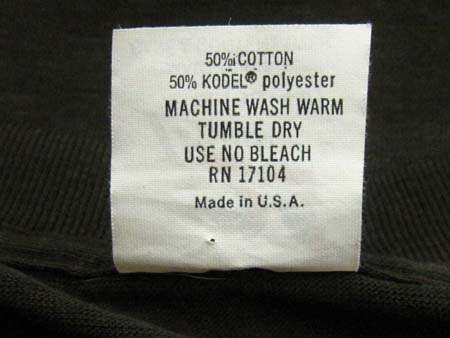 50% COTTON
50% KODEL® polyester
MACHINE WASH WARM
TUMBLE DRY
USE NO BLEACH
RN 17104
Made in U.S.A.